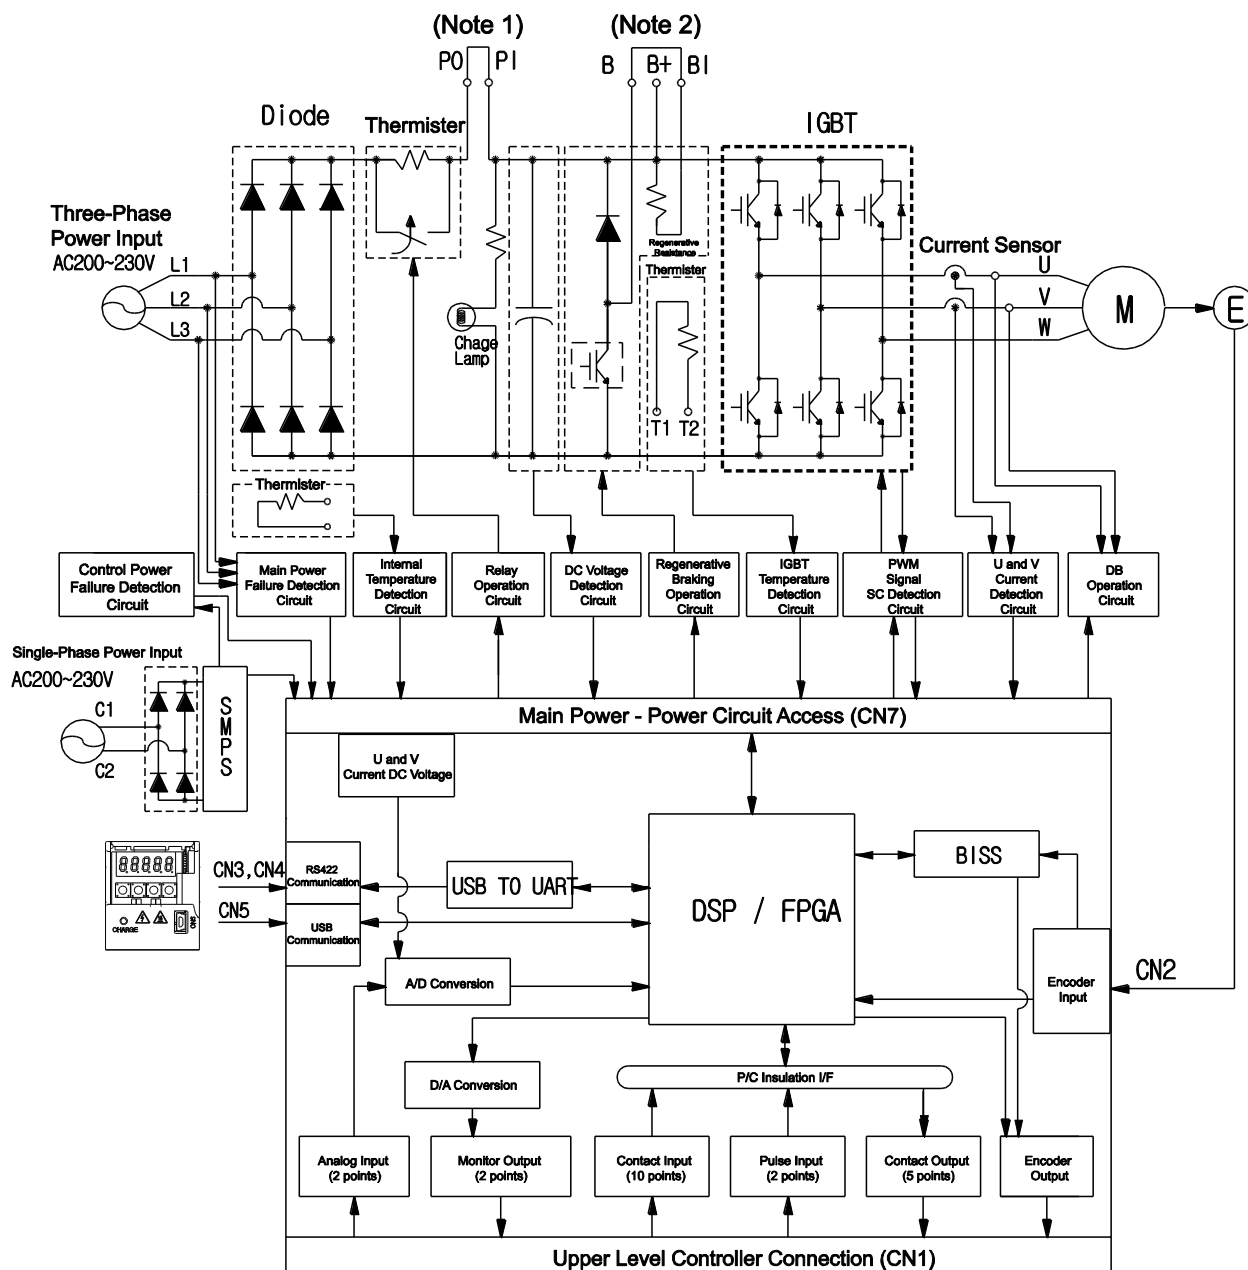 (Note 1)
(Note 2)
P0
PI
B
B+
BI
Diode
Thermister
IGBT
Three-Phase
Power Input
AC200~230V
L1
L2
L3
Chage
Lamp
Regenerative
Resistance
Thermister
T1
T2
Current Sensor
U
V
W
M
E
Thermister
Control Power
Failure Detection
Circuit
Main Power
Failure Detection
Circuit
Internal
Temperature
Detection
Circuit
Relay
Operation
Circuit
DC Voltage
Detection
Circuit
Regenerative
Braking
Operation
Circuit
IGBT
Temperature
Detection
Circuit
PWM
Signal
SC Detection
Circuit
U and V
Current
Detection
Circuit
DB
Operation
Circuit
Single-Phase Power Input
AC200~230V
C1
C2
SMPS
Main Power - Power Circuit Access (CN7)
U and V
Current DC Voltage
CHARGE
CN5
CN3,CN4
CN5
RS422
Communication
USB
Communication
USB TO UART
DSP / FPGA
BISS
A/D Conversion
Encoder
Input
CN2
D/A Conversion
P/C Insulation I/F
Analog Input
(2 points)
Monitor Output
(2 points)
Contact Input
(10 points)
Pulse Input
(2 points)
Contact Output
(5 points)
Encoder
Output
Upper Level Controller Connection (CN1)